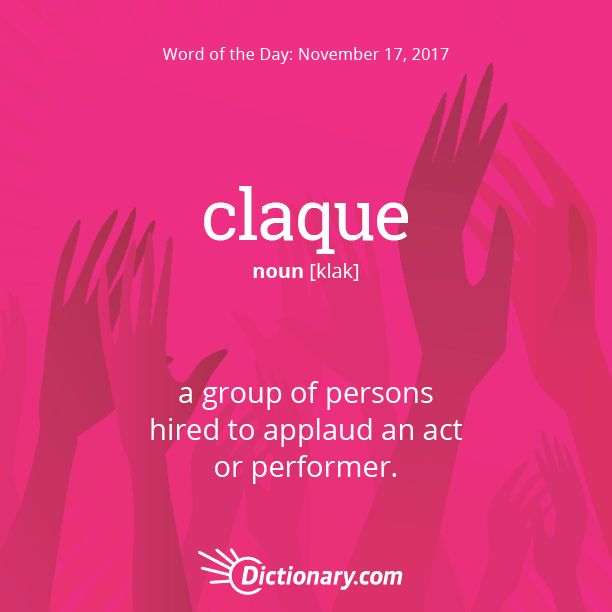 Word of the Day: November 17, 2017
claque
noun [klak]
a group of persons
hired to applaud an act
or performer.
Dictionary.com